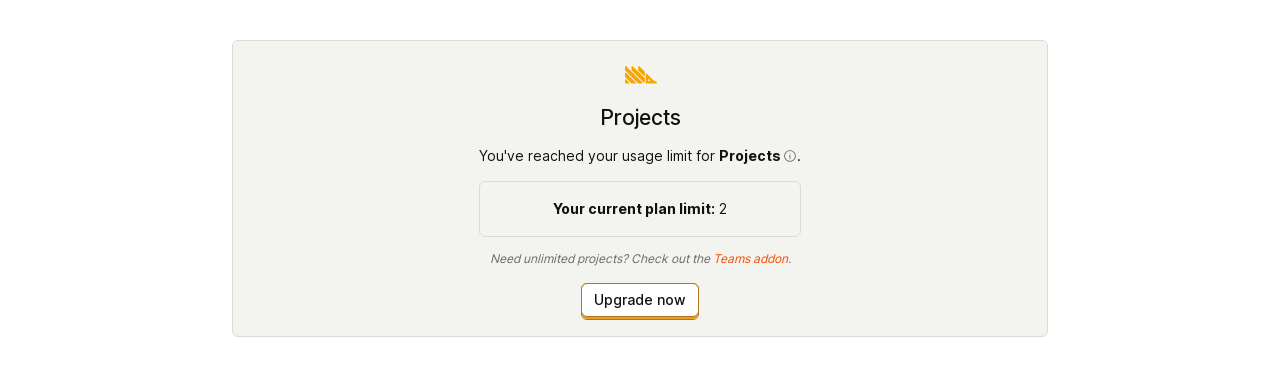 Projects
You've reached your usage limit for Projects.
Your current plan limit: 2
Need unlimited projects? Check out the Teams addon.
Upgrade now